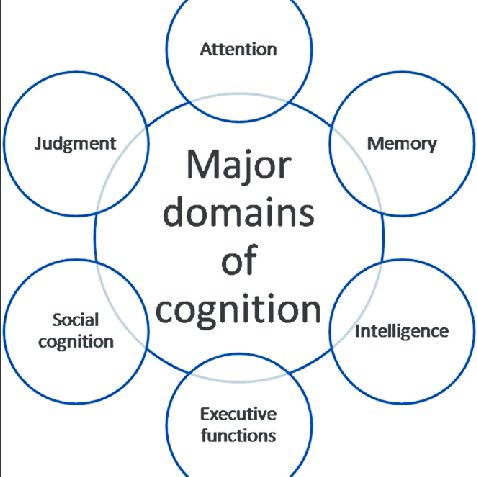 Attention
Judgment
Memory
Major
domains
of
cognition
Social
cognition
Intelligence
Executive
functions